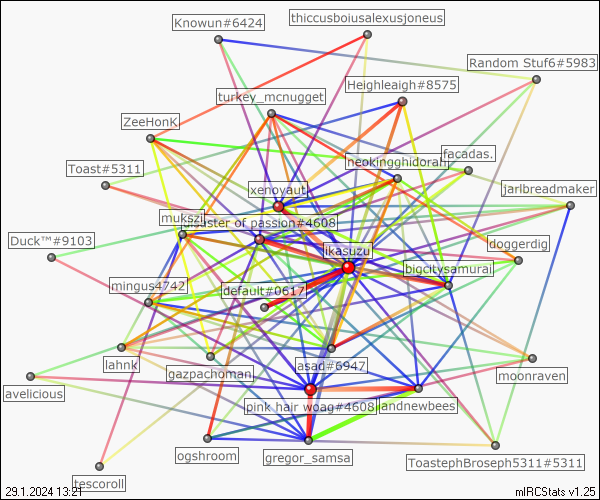 thiccusboiusalexusjoneus
Knowun#6424
Random Stuf6#5983
Heighleaigh#8575
turkey_mcnugget
ZeeHonK
facadas.
neokingghidorah
Toast#5311
xenoyaut
jarlbreadmaker
mukszi
disaster of passion#4608
Duck™#9103
doggerdig
ikasuzu
bigcitysamurai
mingus4742
default#0617
lahnk
asad#6947
gazpachoman
moonraven
avelicious
pink hair woag#4608
landnewbees
ogshroom
gregor_samsa
ToastephBroseph5311#5311
tescoroll
29.1.2024 13:21
mIRCStats v1.25